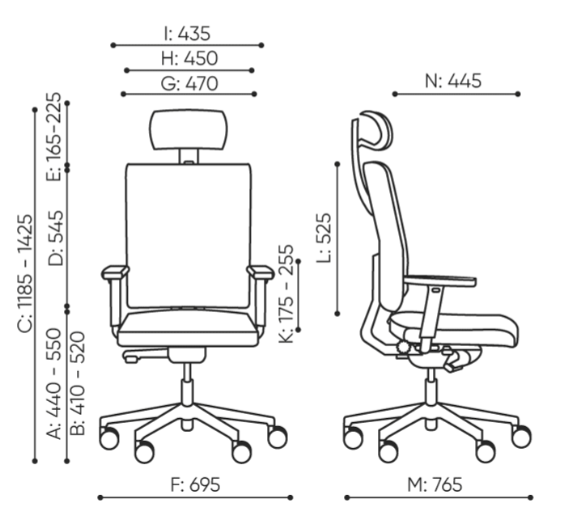 I: 435
H: 450
G: 470
N: 445
E: 165-225
D: 545
C: 1185 - 1425
L: 525
K: 175 - 255
A: 440 - 550
B: 410 - 520
F: 695
M: 765